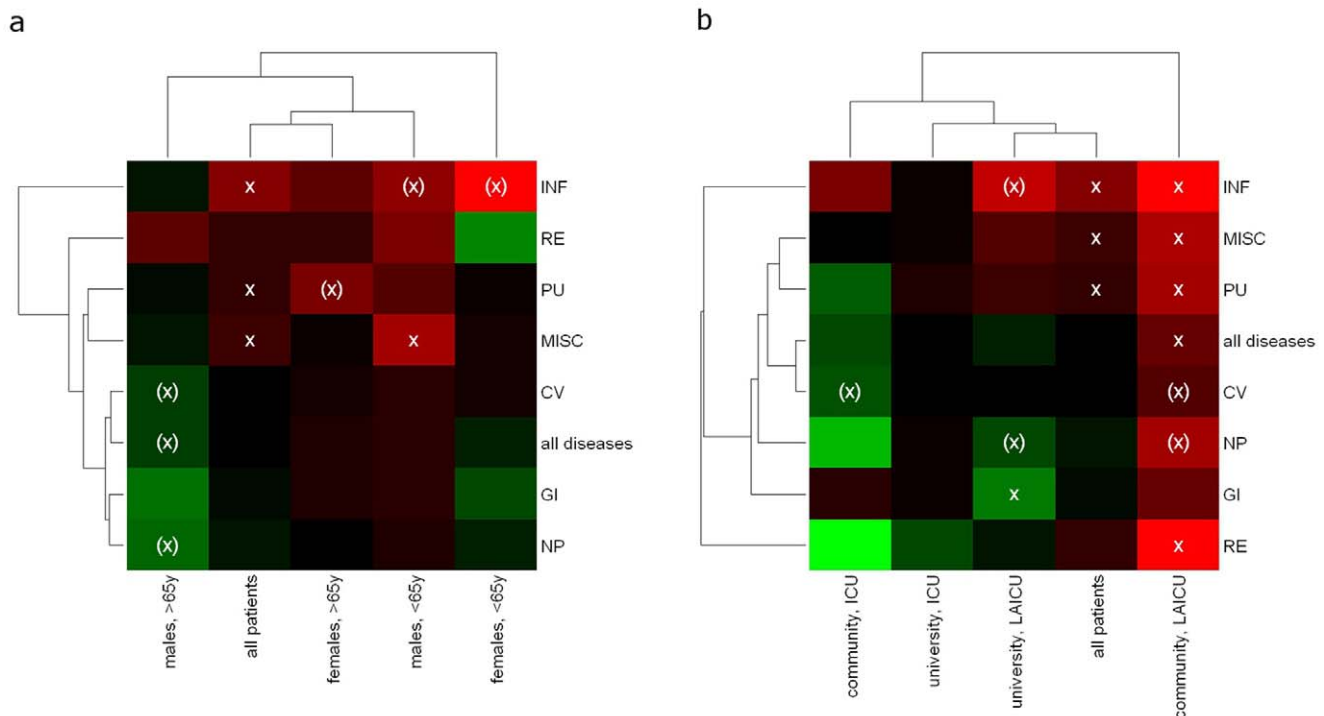 a
x (x) (x) INF
RE
x (x) PU
x x MISC
(x) CV
(x) all diseases
GI
(x) NP
males, >65y
all patients
females, >65y
males, <65y
females, <65y
b
(x) x x INF
x x MISC
x x PU
x all diseases
(x) (x) CV
(x) (x) NP
x GI
x RE
community, ICU
university, ICU
university, LAICU
all patients
community, LAICU